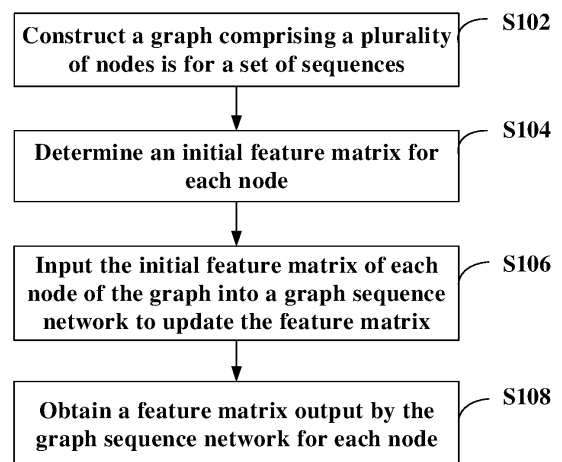 Construct a graph comprising a plurality
of nodes is for a set of sequences
S102
Determine an initial feature matrix for
each node
S104
Input the initial feature matrix of each
node of the graph into a graph sequence
network to update the feature matrix
S106
Obtain a feature matrix output by the
graph sequence network for each node
S108